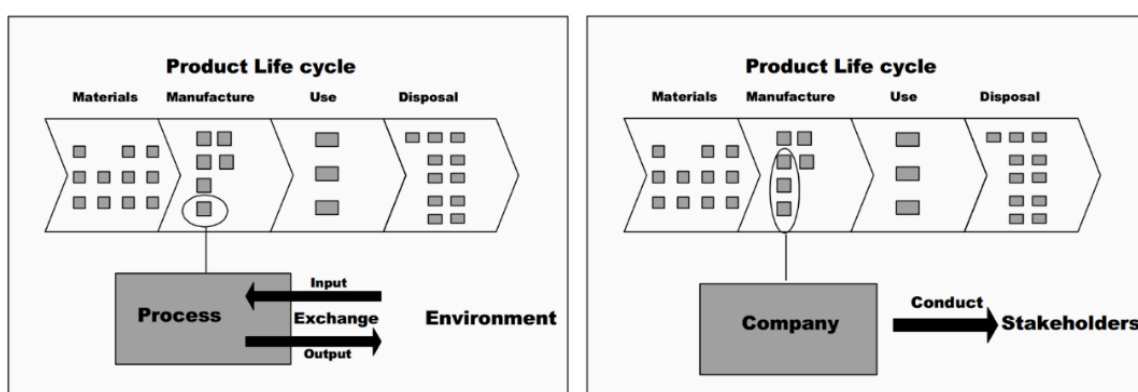 Product Life cycle
Materials Manufacture Use Disposal
Input
Process Exchange Environment
Output
Product Life cycle
Materials Manufacture Use Disposal
Conduct
Company Stakeholders